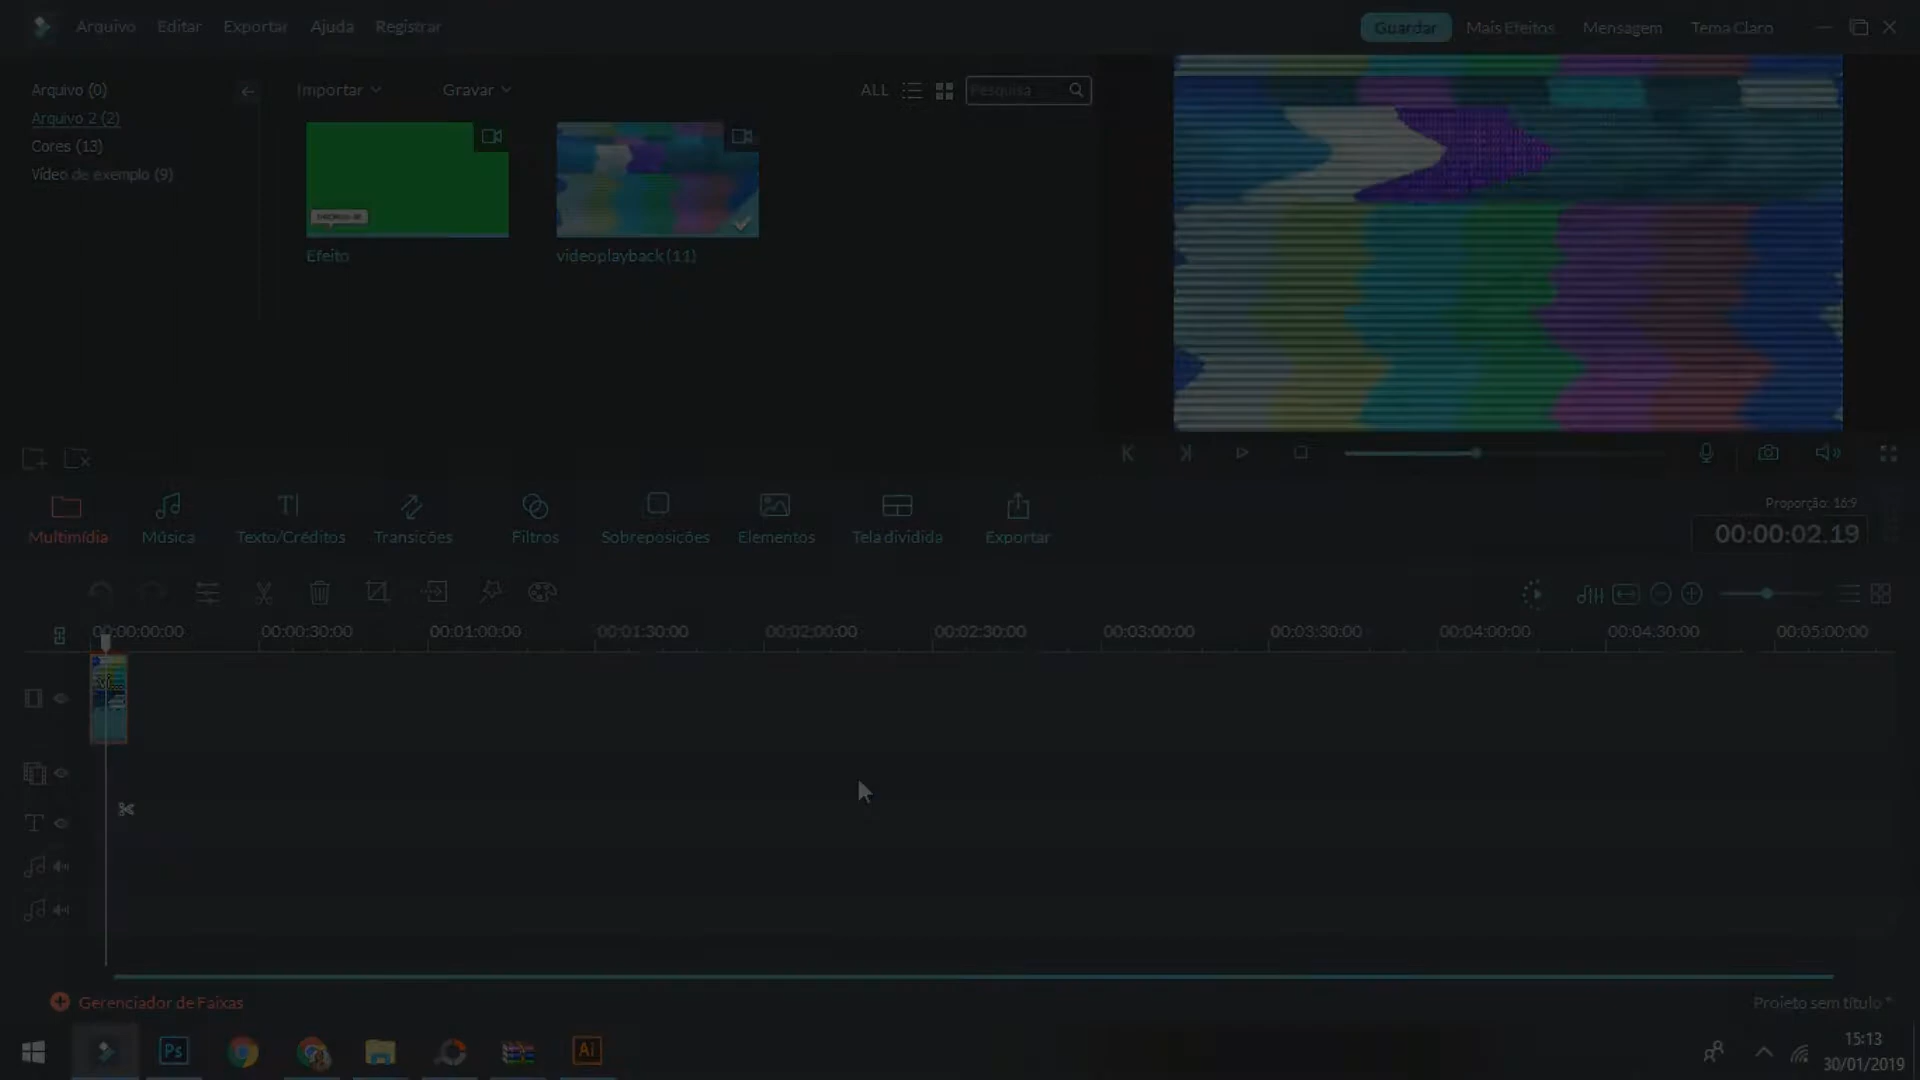 Arquivo Editar Exportar Ajuda Registrar
Guardar Mais Efeitos Mensagem Tema Claro
Arquivo (0)
Arquivo 2 (2)
Cores (13)
Vídeo de exemplo (9)
Importar Gravar ALL Pesquisa
Efeito
videoplayback (11)
Multimídia Música Texto/Créditos Transições Filtros Sobreposições Elementos Tela dividida Exportar
Proporção: 16:9
00:00:02.19
00:00:00:00 00:00:30:00 00:01:00:00 00:01:30:00 00:02:00:00 00:02:30:00 00:03:00:00 00:03:30:00 00:04:00:00 00:04:30:00 00:05:00:00
Gerenciador de Faixas
Projeto sem título *
Ps
Ai
15:13
30/01/2019